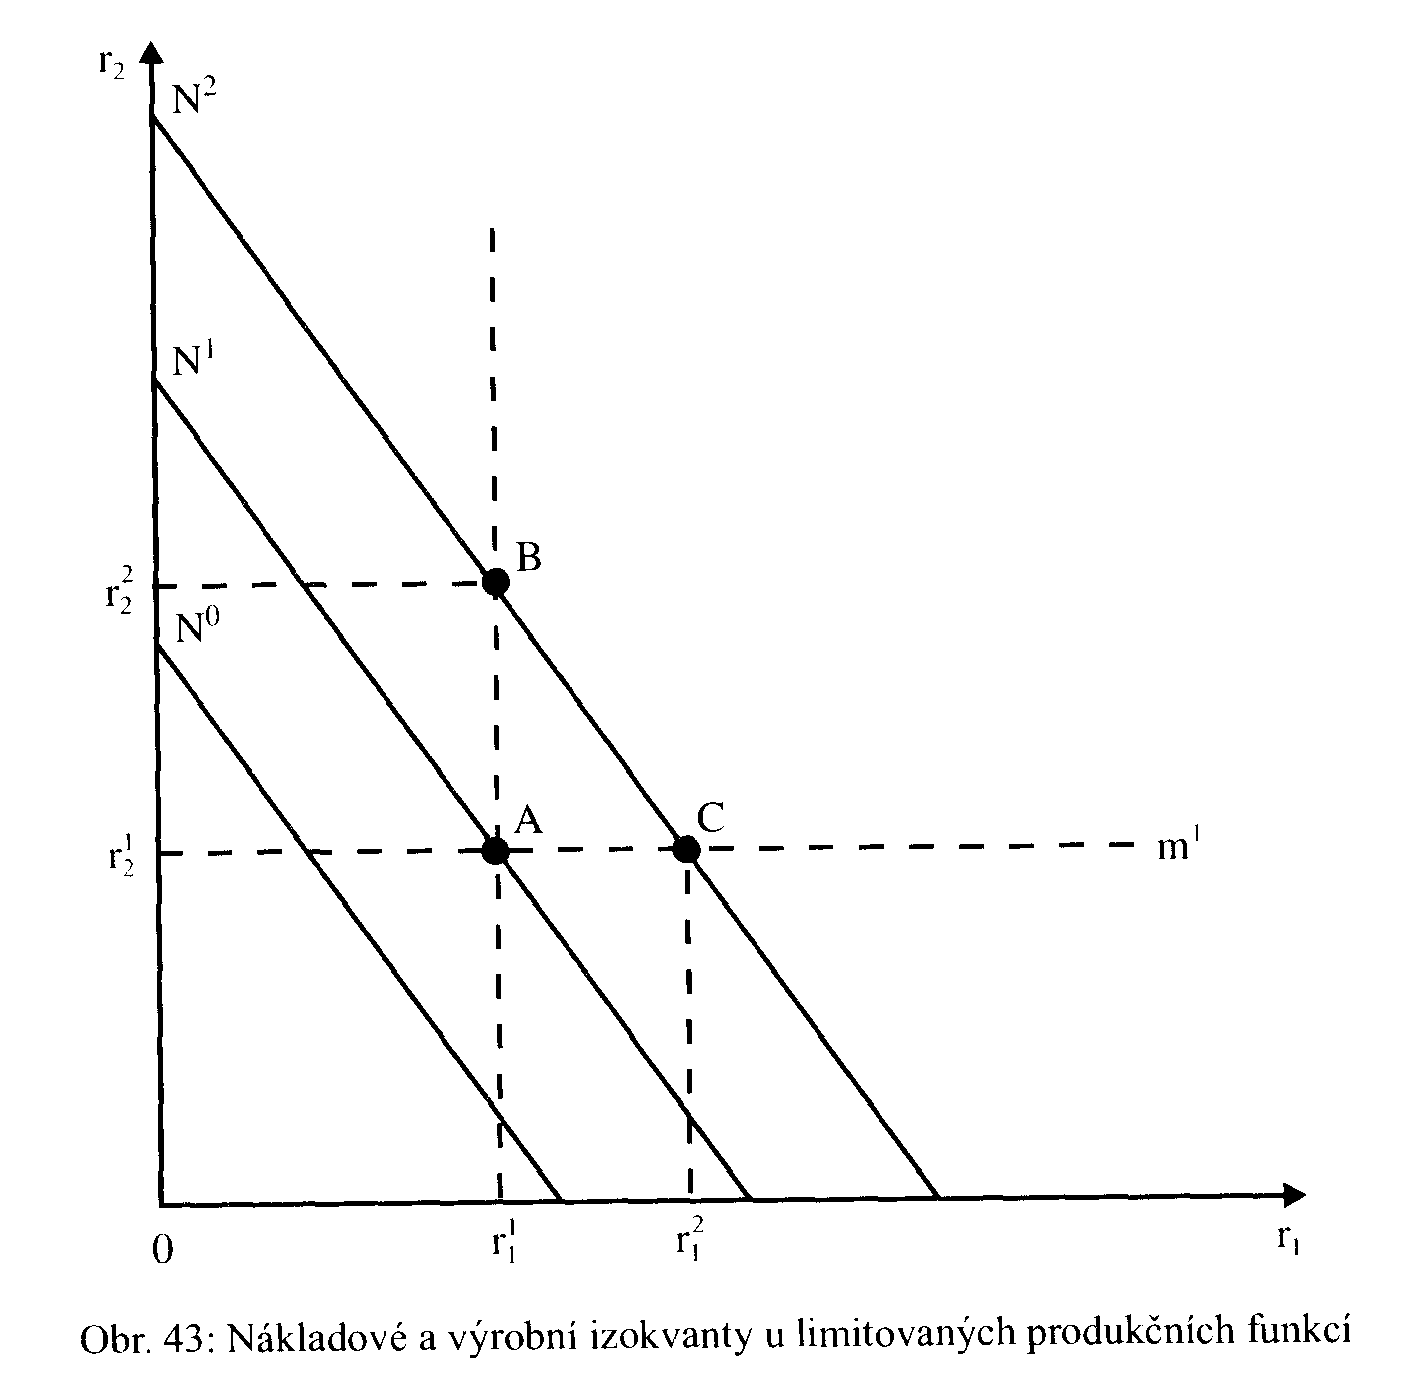 r₂
N²
N¹
B
r₂²
N⁰
A
C
r₂¹
m¹
0
r₁¹
r₁²
r₁
Obr. 43: Nákladové a výrobní izokvanty u limitovaných produkčních funkcí